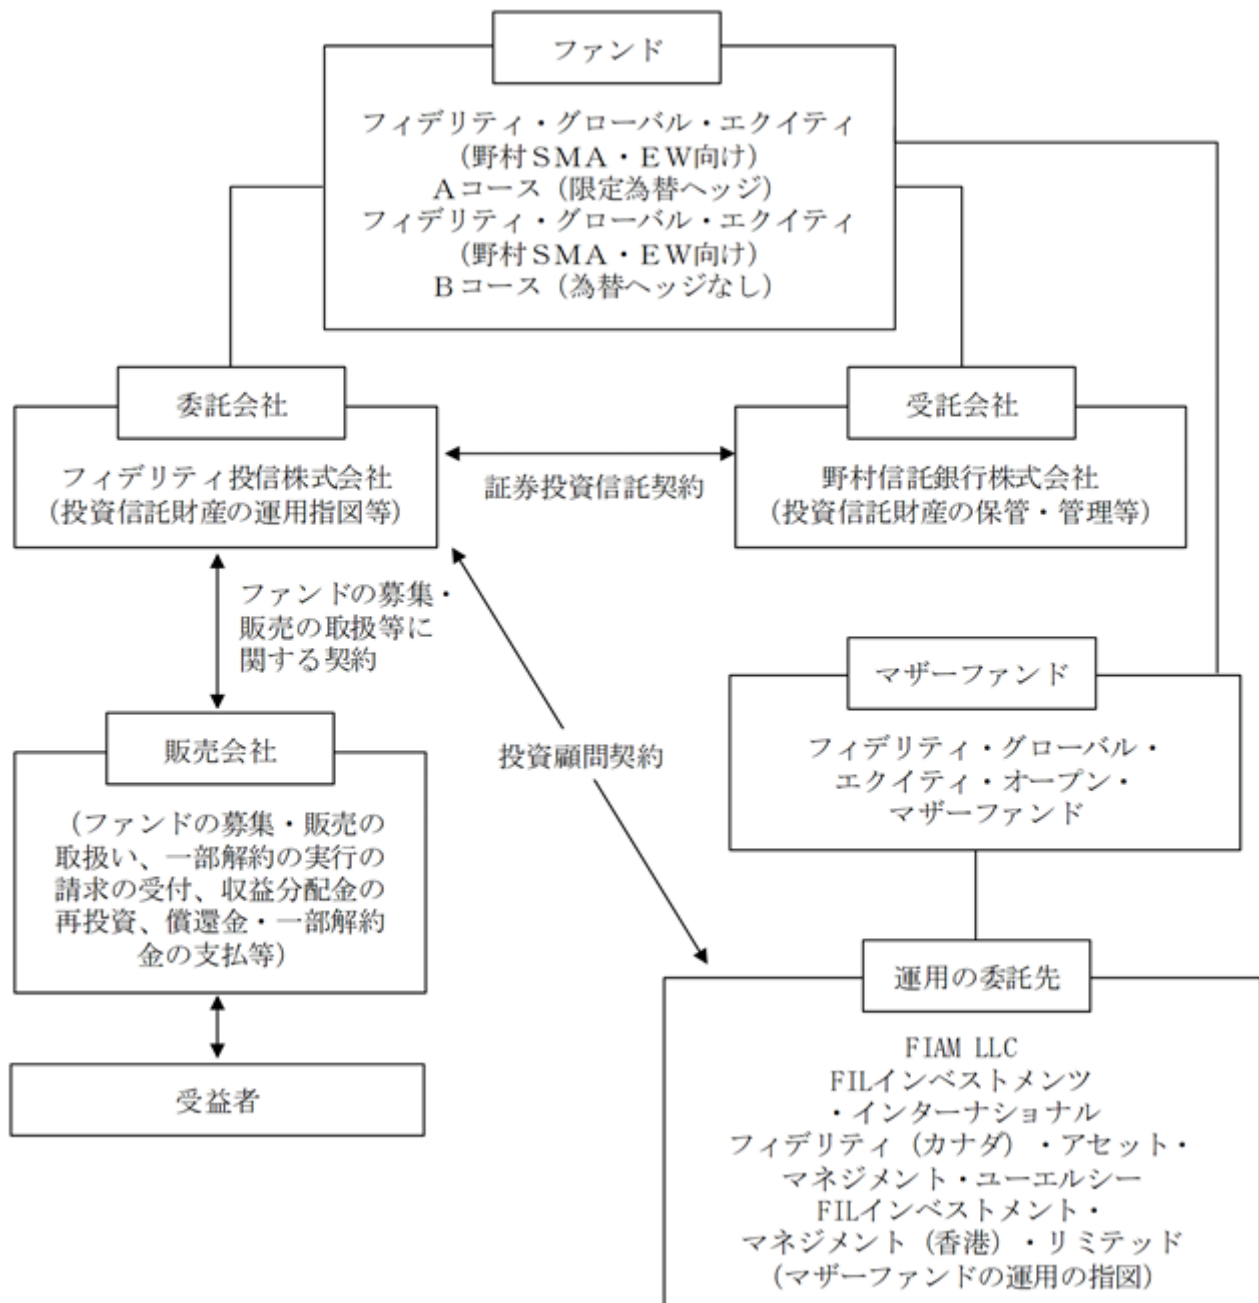 ファンド
フィデリティ・グローバル・エクイティ
(野村ＳＭＡ・ＥＷ向け)
Ａコース（限定為替ヘッジ）
フィデリティ・グローバル・エクイティ
(野村ＳＭＡ・ＥＷ向け)
Ｂコース（為替ヘッジなし）
委託会社
フィデリティ投信株式会社
（投資信託財産の運用指図等）
証券投資信託契約
受託会社
野村信託銀行株式会社
（投資信託財産の保管・管理等）
ファンドの募集・
販売の取扱等に
関する契約
マザーファンド
フィデリティ・グローバル・
エクイティ・オープン・
マザーファンド
投資顧問契約
販売会社
（ファンドの募集・販売の
取扱い、一部解約の実行の
請求の受付、収益分配金の
再投資、償還金・一部解約
金の支払等）
受益者
運用の委託先
FIAM LLC
FILインベストメンツ
・インターナショナル
フィデリティ（カナダ）・アセット・
マネジメント・ユーエルシー
FILインベストメント・
マネジメント（香港）・リミテッド
（マザーファンドの運用の指図）